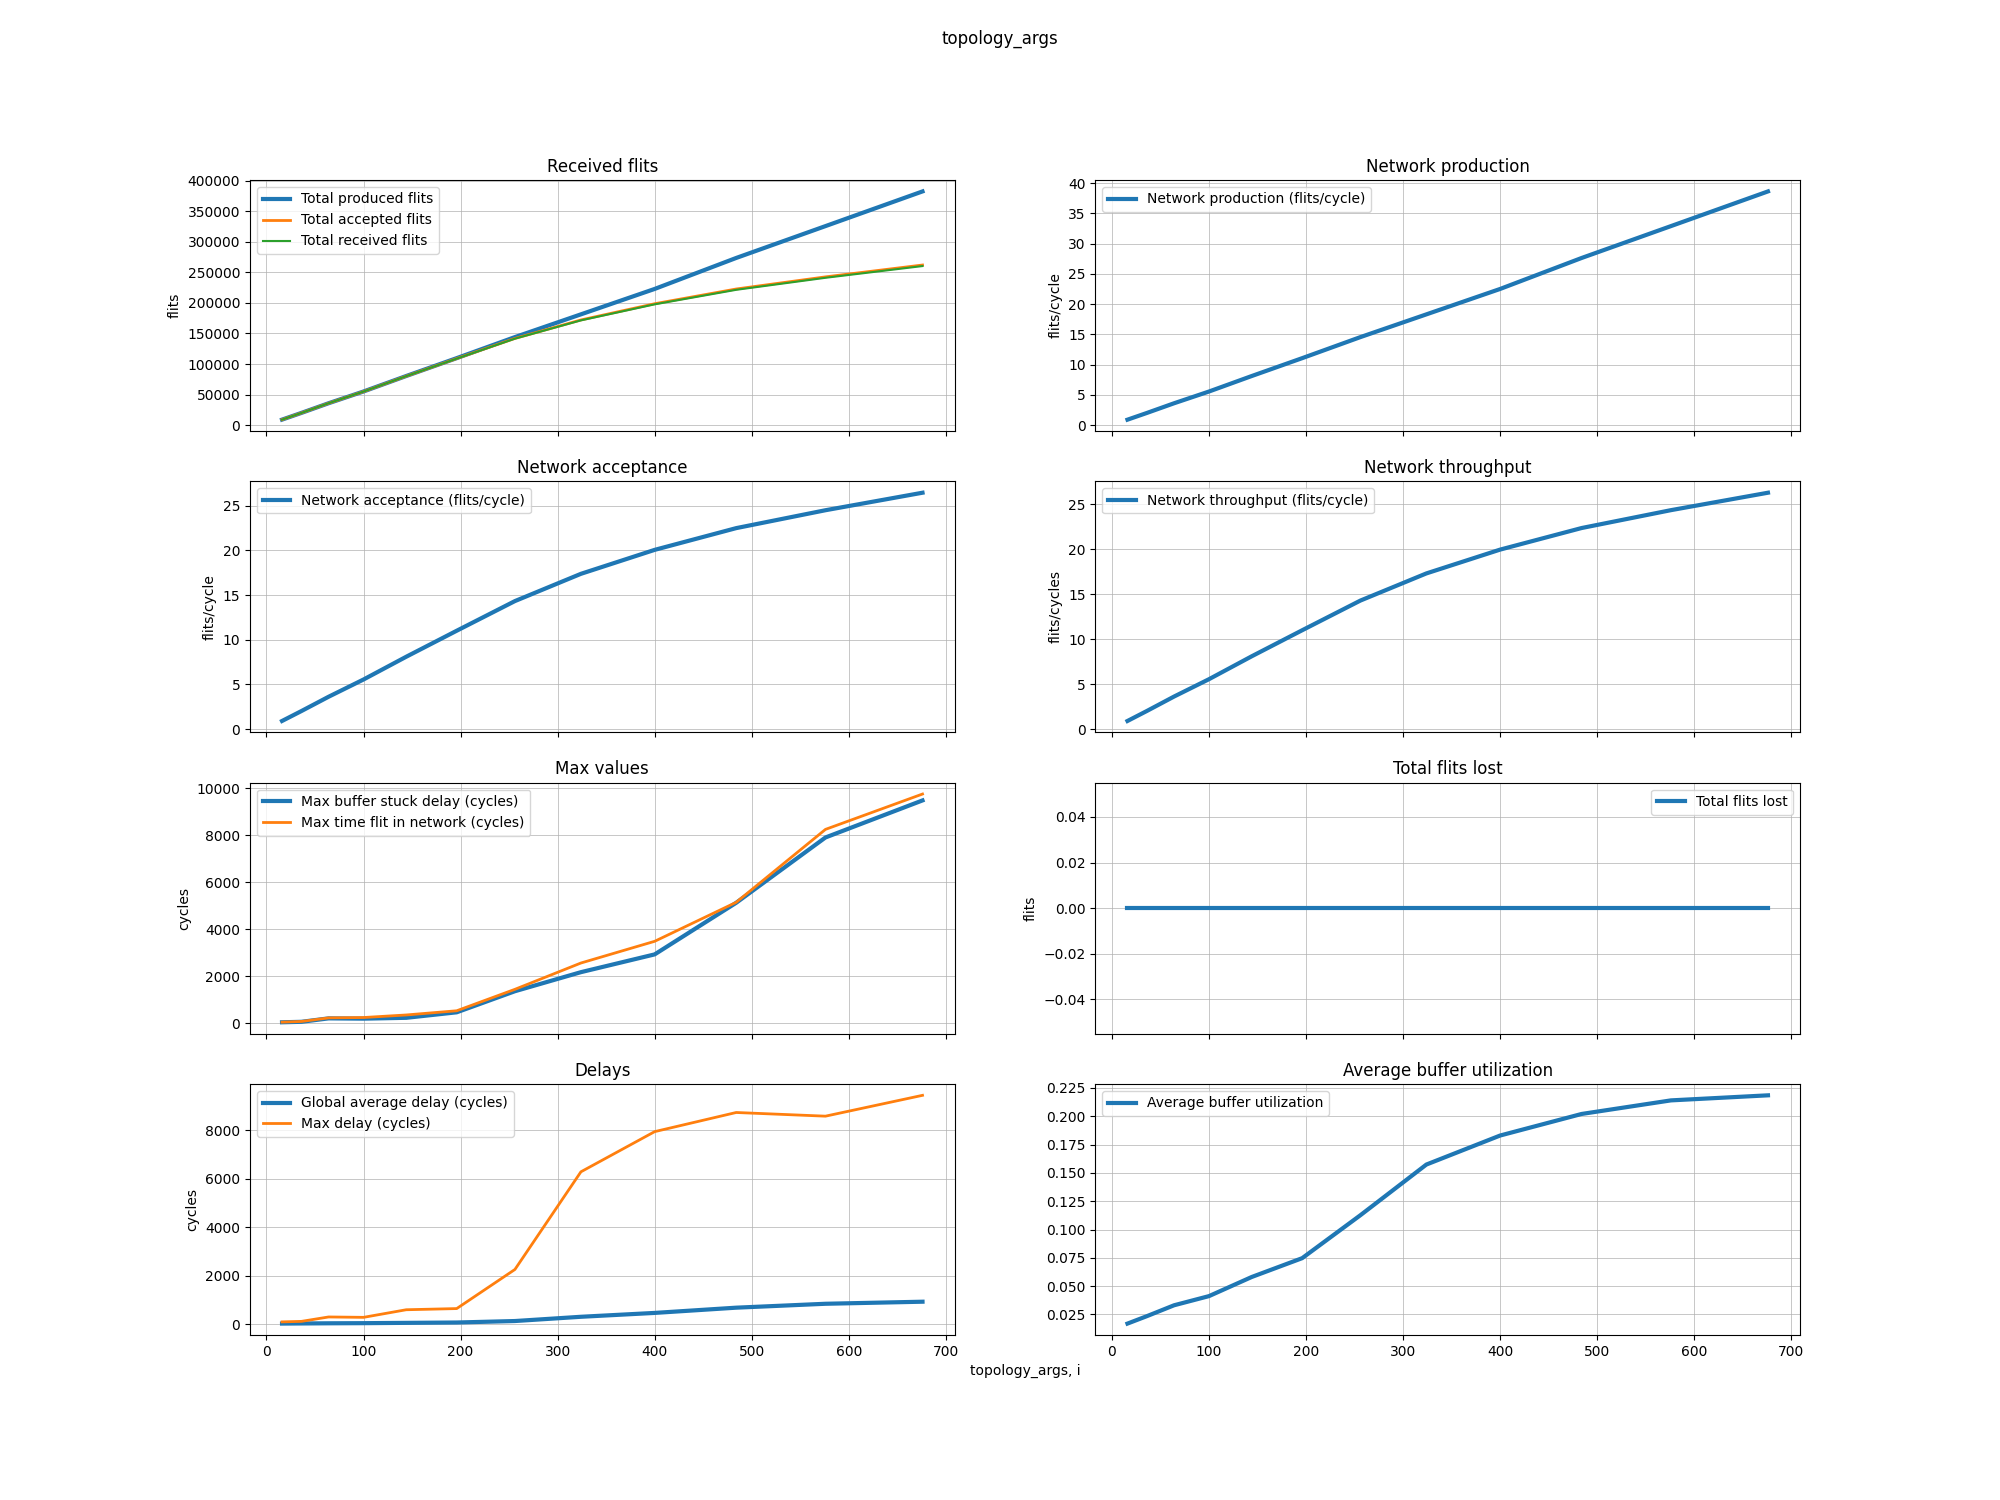 topology_args
Received flits
400000
350000
300000
250000
200000
150000
100000
50000
0
flits
Total produced flits
Total accepted flits
Total received flits
Network production
40
35
30
25
20
15
10
5
0
flits/cycle
Network production (flits/cycle)
Network acceptance
25
20
15
10
5
0
flits/cycle
Network acceptance (flits/cycle)
Network throughput
25
20
15
10
5
0
flits/cycles
Network throughput (flits/cycle)
Max values
10000
8000
6000
4000
2000
0
cycles
Max buffer stuck delay (cycles)
Max time flit in network (cycles)
Total flits lost
0.04
0.02
0.00
−0.02
−0.04
flits
Total flits lost
Delays
8000
6000
4000
2000
0
cycles
Global average delay (cycles)
Max delay (cycles)
0 100 200 300 400 500 600 700
Average buffer utilization
0.225
0.200
0.175
0.150
0.125
0.100
0.075
0.050
0.025
Average buffer utilization
0 100 200 300 400 500 600 700
topology_args, i